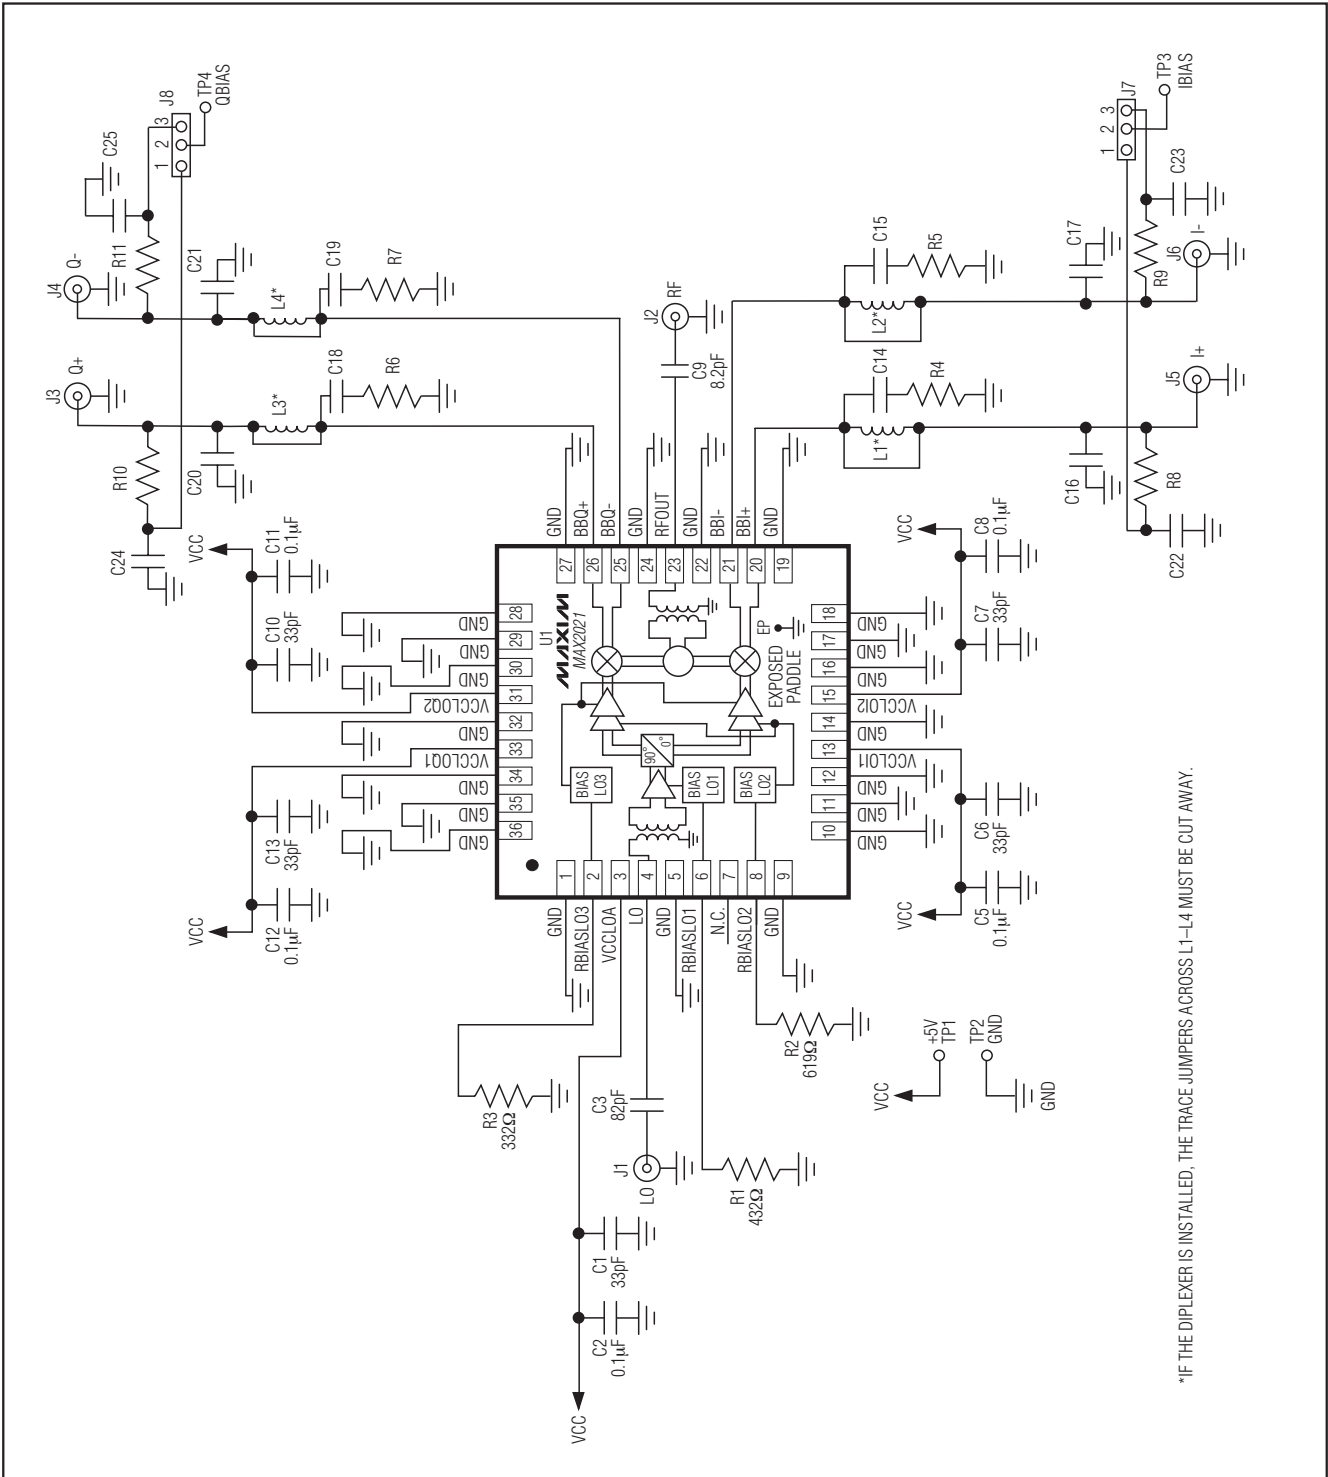 J8
TP4
QBIAS
1 2 3
C25
R11
J4
Q-
C21
L4*
C19
R7
J3
Q+
R10
C20
L3*
C18
R6
C24
J2
RF
C9
8.2pF
J7
1 2 3
TP3
IBIAS
C23
R9
J6
I-
C17
L2*
C15
R5
J5
I+
R8
C16
C22
L1*
C14
R4
VCC
C11
0.1µF
C10
33pF
VCC
C12
0.1µF
C13
33pF
GND
BBQ+
BBQ-
GND
RFOUT
GND
BBI-
BBI+
GND
27
26
25
24
23
22
21
20
19
28
GND
29
GND
30
GND
31
VCCLOQ2
32
GND
33
VCCLOQ1
34
GND
35
GND
36
GND
U1
MAXIM
MAX2021
EP
EXPOSED
PADDLE
90°
0°
BIAS
LO3
BIAS
LO1
BIAS
LO2
18
GND
17
GND
16
GND
15
VCCLOI2
14
GND
13
VCCLOI1
12
GND
11
GND
10
GND
VCC
C8
0.1µF
C7
33pF
VCC
C5
0.1µF
C6
33pF
1
2
3
4
5
6
7
8
9
GND
RBIASLO3
VCCLOA
LO
GND
RBIASLO1
N.C.
RBIASLO2
GND
R3
332Ω
C3
82pF
J1
LO
R1
432Ω
R2
619Ω
C1
33pF
C2
0.1µF
VCC
VCC
+5V
TP1
TP2
GND
GND
*IF THE DIPLEXER IS INSTALLED, THE TRACE JUMPERS ACROSS L1–L4 MUST BE CUT AWAY.